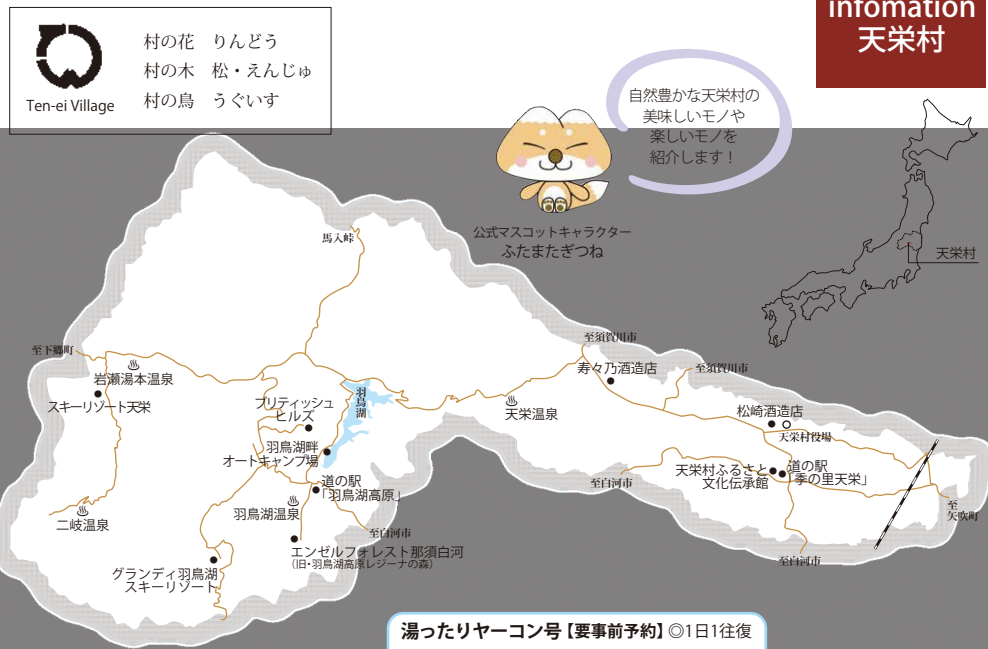 infomation
天栄村
村の花　りんどう
村の木　松・えんじゅ
村の鳥　うぐいす
Ten-ei Village
自然豊かな天栄村の
美味しいモノや
楽しいモノを
紹介します！
公式マスコットキャラクター
ふたまたぎつね
天栄村
馬入峠
至下郷町
岩瀬湯本温泉
スキーリゾート天栄
二岐温泉
ブリティッシュ
ヒルズ
羽鳥湖
羽鳥湖畔
オートキャンプ場
道の駅
「羽鳥湖高原」
羽鳥湖温泉
至白河市
エンゼルフォレスト那須白河
（旧・羽鳥湖高原レジーナの森）
グランディ羽鳥湖
スキーリゾート
天栄温泉
至須賀川市
寿々乃酒造店
至須賀川市
松崎酒造店
天栄村役場
天栄村ふるさと
文化伝承館
道の駅
「季の里天栄」
至白河市
至白河市
至
矢吹町
湯ったりヤーコン号【要事前予約】◎1日1往復